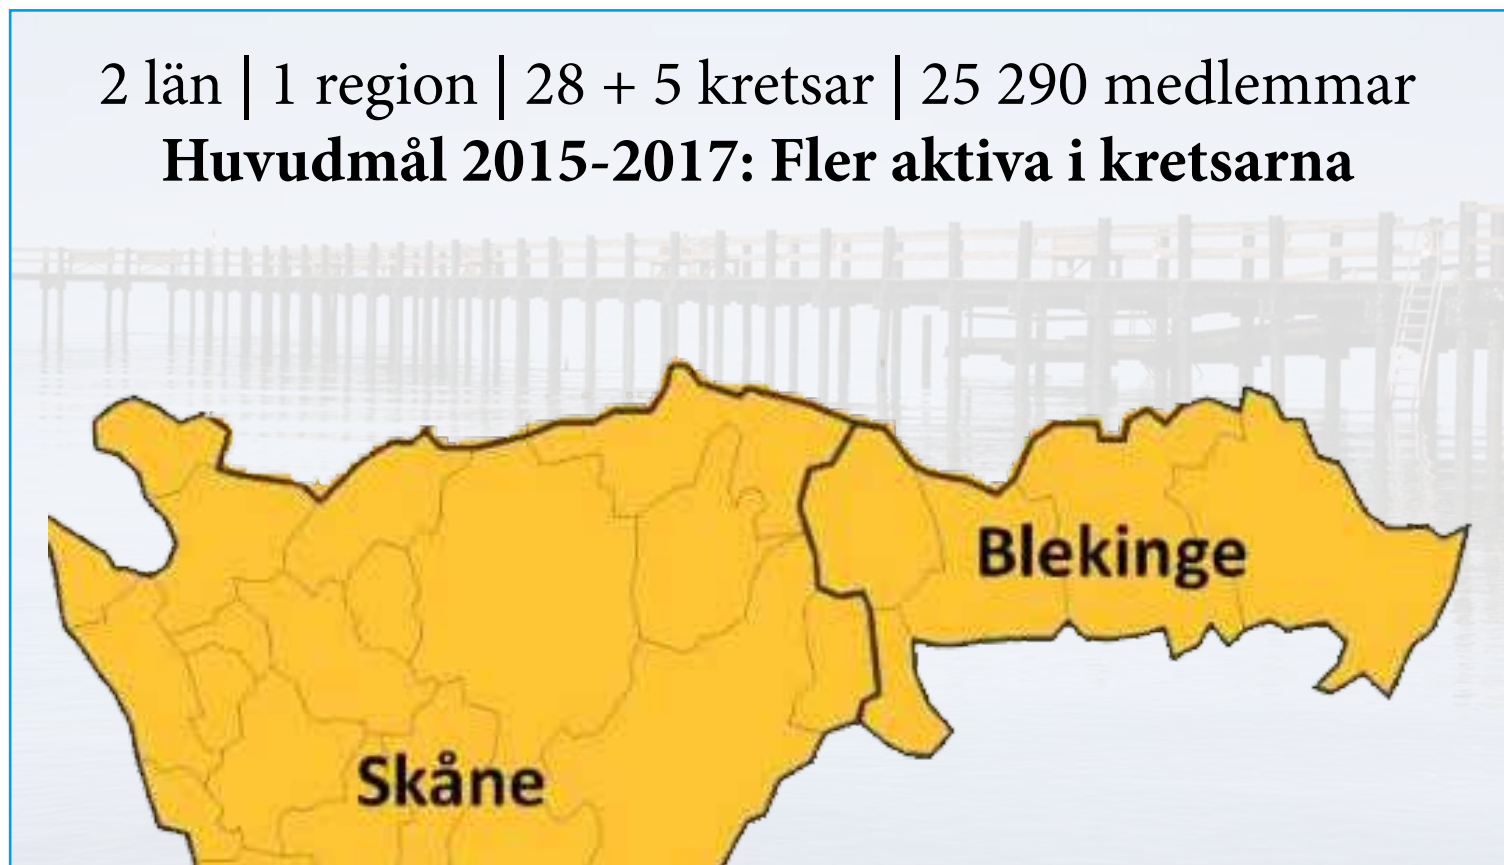 2 län | 1 region | 28 + 5 kretsar | 25 290 medlemmar
Huvudmål 2015-2017: Fler aktiva i kretsarna
Blekinge
Skåne